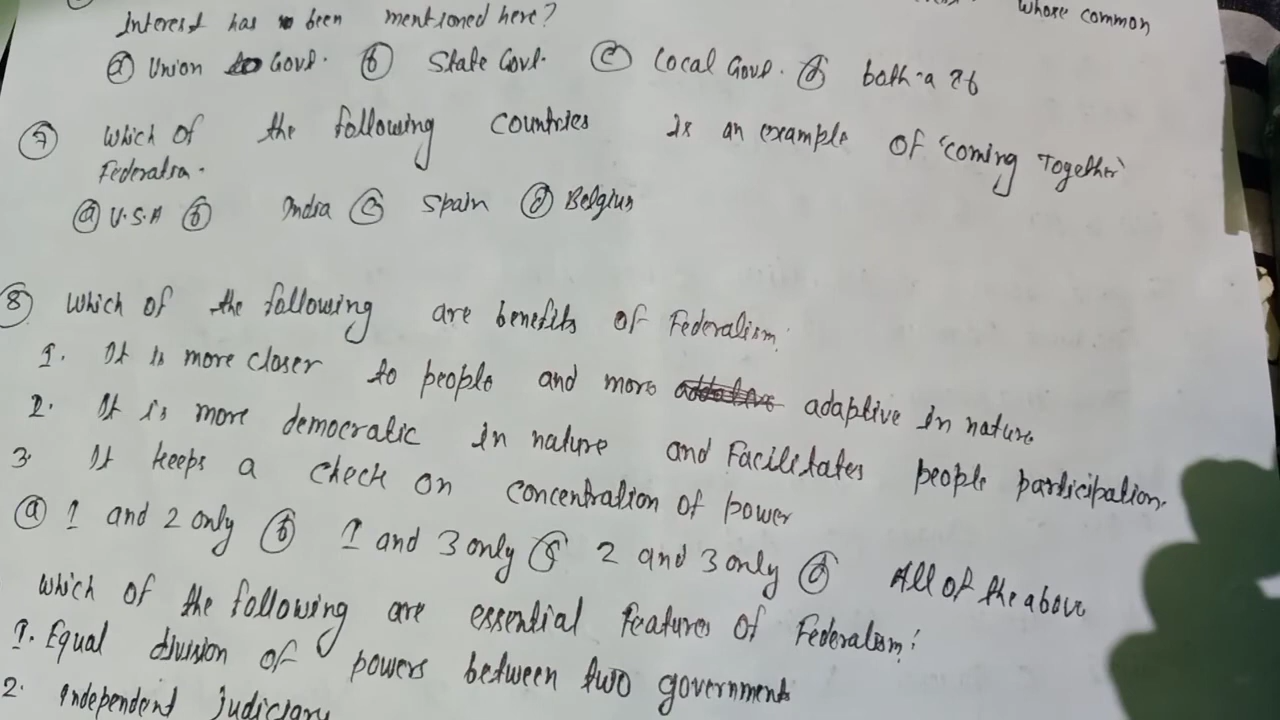 whose common
Interest has been mentioned here?
ⓐ Union Govt. ⓑ State Govt. ⓒ Local Govt. ⓓ both a & b
⑦ Which of the following countries is an example of 'coming Together'
Federation.
ⓐ U.S.A ⓑ India ⓒ Spain ⓓ Belgium
⑧ Which of the following are benefits of Federalism.
1. It is more closer to people and more adaptive in nature.
2. It is more democratic in nature and Facilitates people participation.
3. It keeps a check on concentration of power
ⓐ 1 and 2 only ⓑ 1 and 3 only ⓒ 2 and 3 only ⓓ All of the above
Which of the following are essential Features of Federalism?
1. Equal division of powers between two governments
2. Independent judiciary